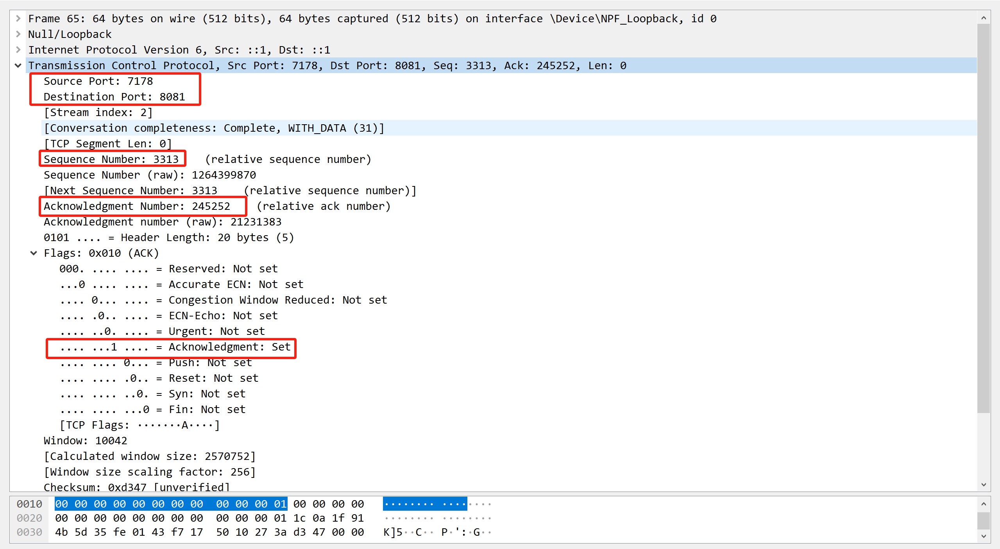 Frame 65: 64 bytes on wire (512 bits), 64 bytes captured (512 bits) on interface \Device\NPF_Loopback, id 0
Null/Loopback
Internet Protocol Version 6, Src: ::1, Dst: ::1
Transmission Control Protocol, Src Port: 7178, Dst Port: 8081, Seq: 3313, Ack: 245252, Len: 0
Source Port: 7178
Destination Port: 8081
[Stream index: 2]
[Conversation completeness: Complete, WITH_DATA (31)]
[TCP Segment Len: 0]
Sequence Number: 3313    (relative sequence number)
Sequence Number (raw): 1264399870
[Next Sequence Number: 3313    (relative sequence number)]
Acknowledgment Number: 245252    (relative ack number)
Acknowledgment number (raw): 21231383
0101 .... = Header Length: 20 bytes (5)
Flags: 0x010 (ACK)
000. .... .... = Reserved: Not set
...0 .... .... = Accurate ECN: Not set
.... 0... .... = Congestion Window Reduced: Not set
.... .0.. .... = ECN-Echo: Not set
.... ..0. .... = Urgent: Not set
.... ...1 .... = Acknowledgment: Set
.... .... 0... = Push: Not set
.... .... .0.. = Reset: Not set
.... .... ..0. = Syn: Not set
.... .... ...0 = Fin: Not set
[TCP Flags: ·······A····]
Window: 10042
[Calculated window size: 2570752]
[Window size scaling factor: 256]
Checksum: 0xd347 [unverified]
0010 00 00 00 00 00 00 00 00 00 00 00 01 00 00 00 00 ········ ········
0020 00 00 00 00 00 00 00 00 00 00 00 01 1c 0a 1f 91 ········ ········
0030 4b 5d 35 fe 01 43 f7 17 50 10 27 3a d3 47 00 00 K]5··C·· P·':·G··